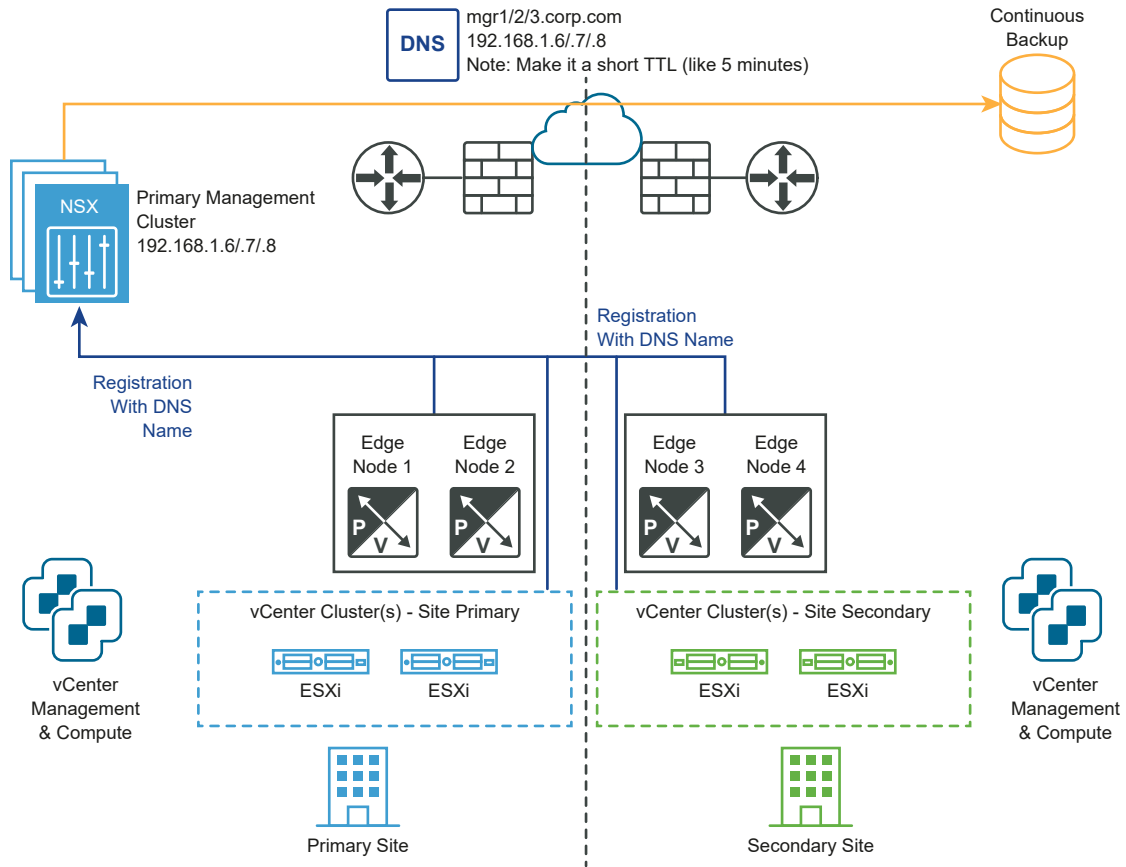 DNS
mgr1/2/3.corp.com
192.168.1.6/.7/.8
Note: Make it a short TTL (like 5 minutes)
Continuous
Backup
NSX
Primary Management
Cluster
192.168.1.6/.7/.8
Registration
With DNS Name
Registration
With DNS
Name
Edge
Node 1
Edge
Node 2
Edge
Node 3
Edge
Node 4
P
V
P
V
P
V
P
V
vCenter Cluster(s) - Site Primary
vCenter Cluster(s) - Site Secondary
ESXi
ESXi
ESXi
ESXi
vCenter
Management
& Compute
vCenter
Management
& Compute
Primary Site
Secondary Site